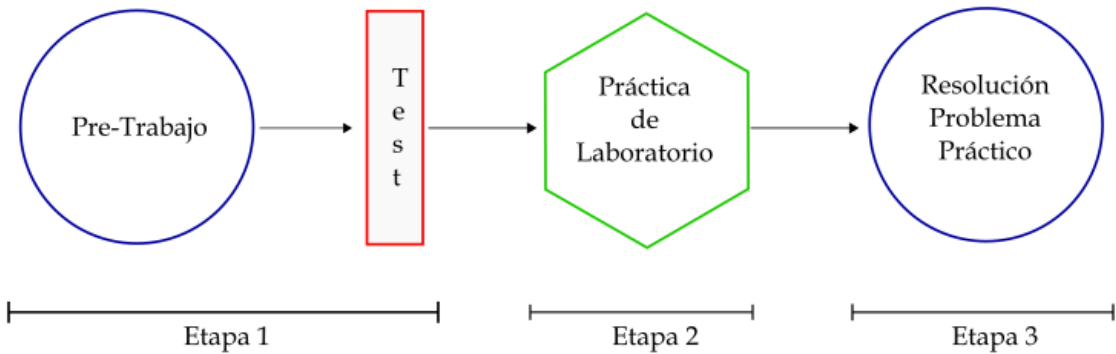 Pre-Trabajo
T
e
s
t
Práctica
de
Laboratorio
Resolución
Problema
Práctico
Etapa 1
Etapa 2
Etapa 3